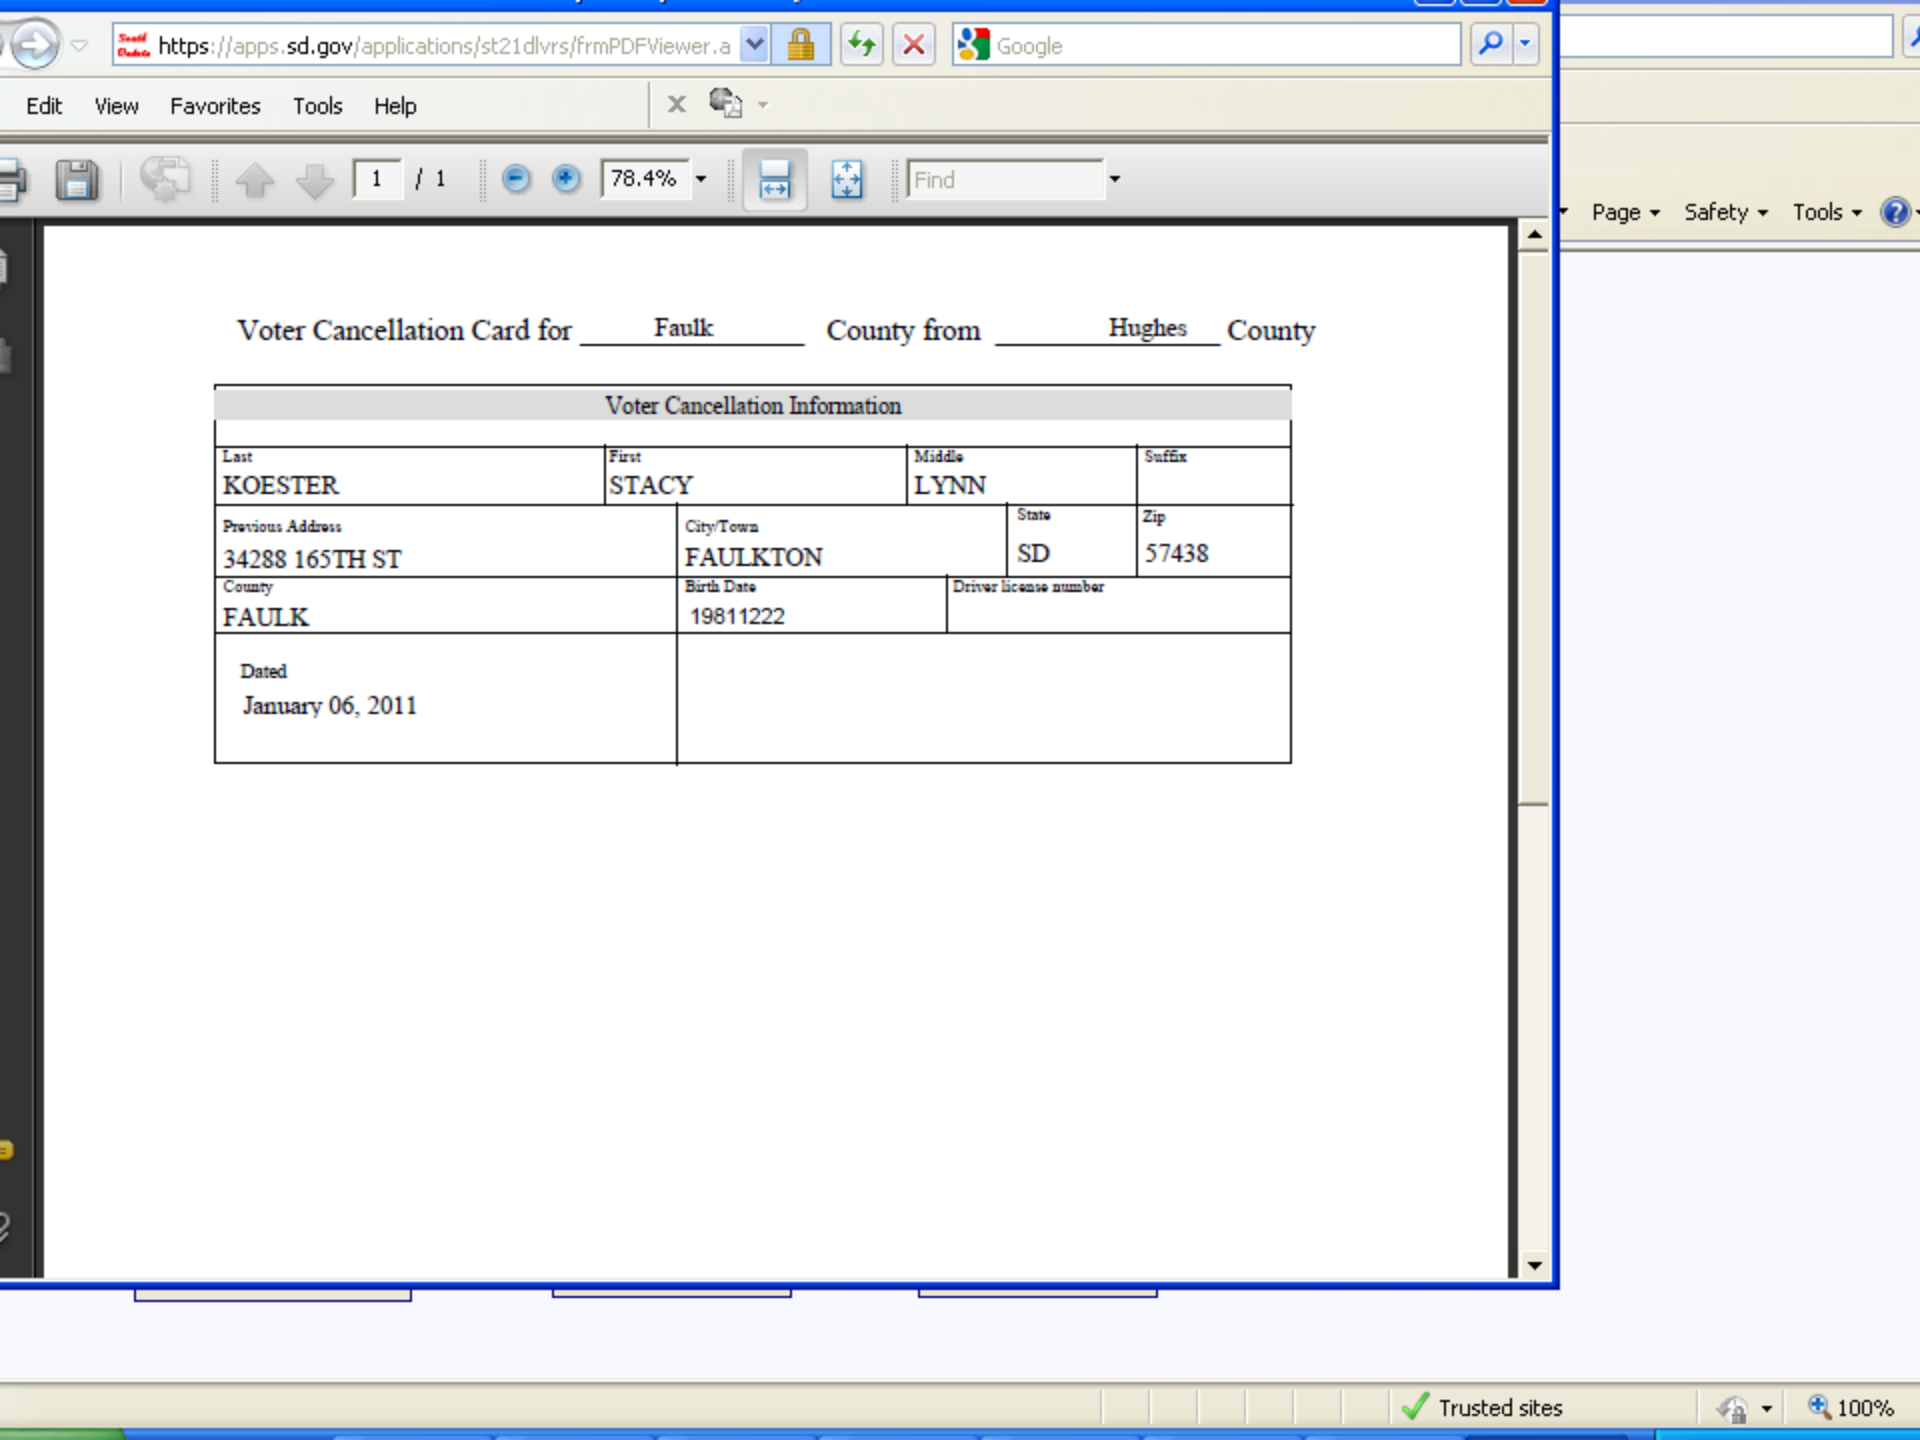 https://apps.sd.gov/applications/st21dlvrs/frmPDFViewer.a
Google
Edit View Favorites Tools Help
1 / 1 78.4% Find
Page Safety Tools
Voter Cancellation Card for Faulk County from Hughes County
Voter Cancellation Information
Last First Middle Suffix
KOESTER STACY LYNN
Previous Address City/Town State Zip
34288 165TH ST FAULKTON SD 57438
County Birth Date Driver license number
FAULK 19811222
Dated
January 06, 2011
Trusted sites 100%